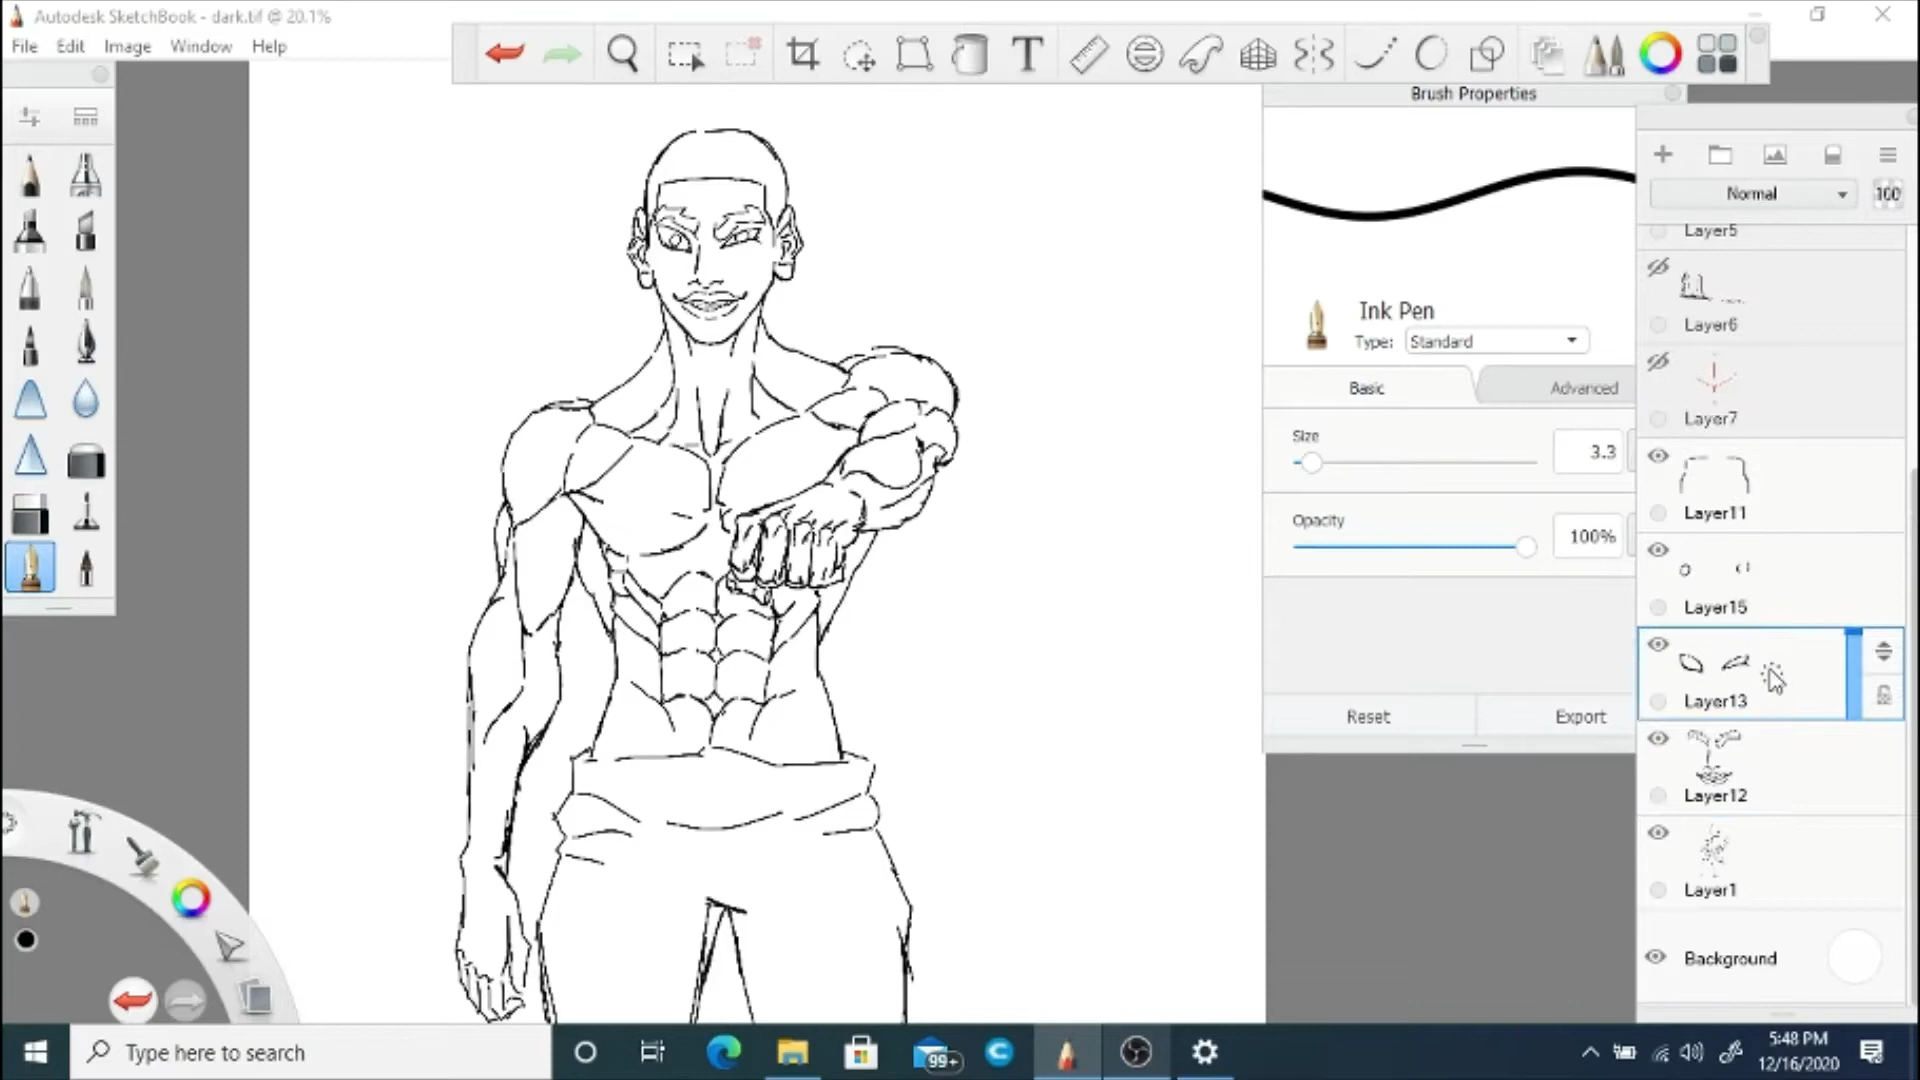 Autodesk SketchBook - dark.tif @ 20.1%
File Edit Image Window Help
T
Brush Properties
Normal 100
Layer5
Layer6
Ink Pen
Type: Standard
Layer7
Basic Advanced
Size
3.3
Layer11
Opacity
100%
Layer15
Layer13
Reset Export
Layer12
Layer1
Background
Type here to search
99+
5:48 PM
12/16/2020